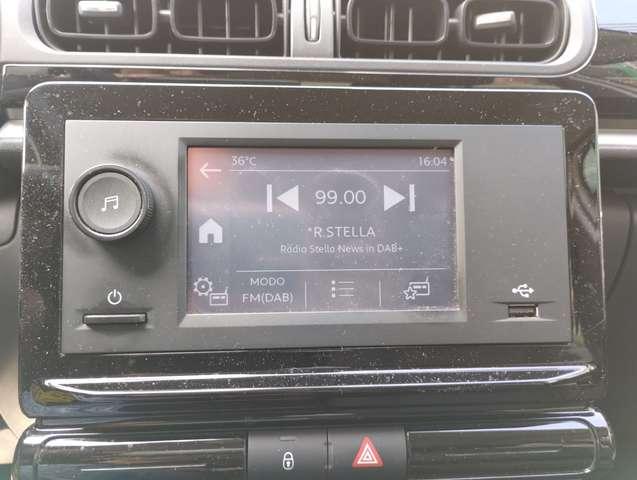 36°C 16:04
99.00
*R.STELLA
Radio Stella News in DAB+
MODO
FM(DAB)